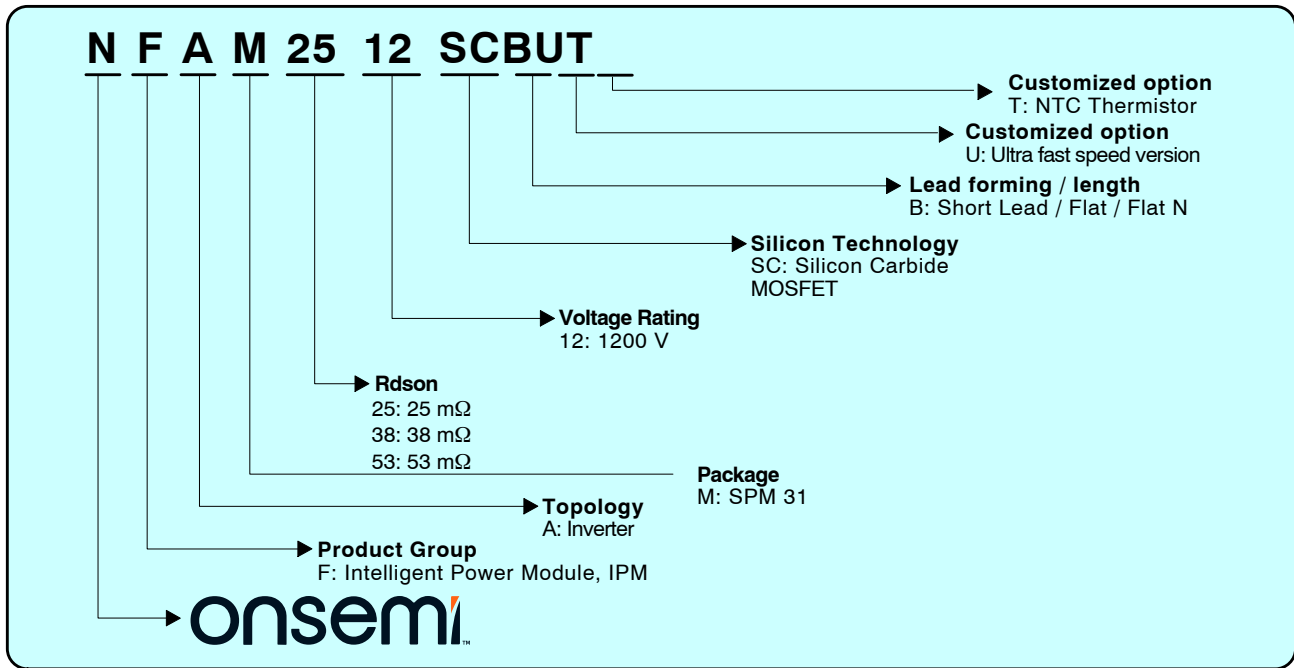 N F A M 25 12 SCBUT
Customized option
T: NTC Thermistor
Customized option
U: Ultra fast speed version
Lead forming / length
B: Short Lead / Flat / Flat N
Silicon Technology
SC: Silicon Carbide
MOSFET
Voltage Rating
12: 1200 V
Rdson
25: 25 mΩ
38: 38 mΩ
53: 53 mΩ
Package
M: SPM 31
Topology
A: Inverter
Product Group
F: Intelligent Power Module, IPM
onsemi™